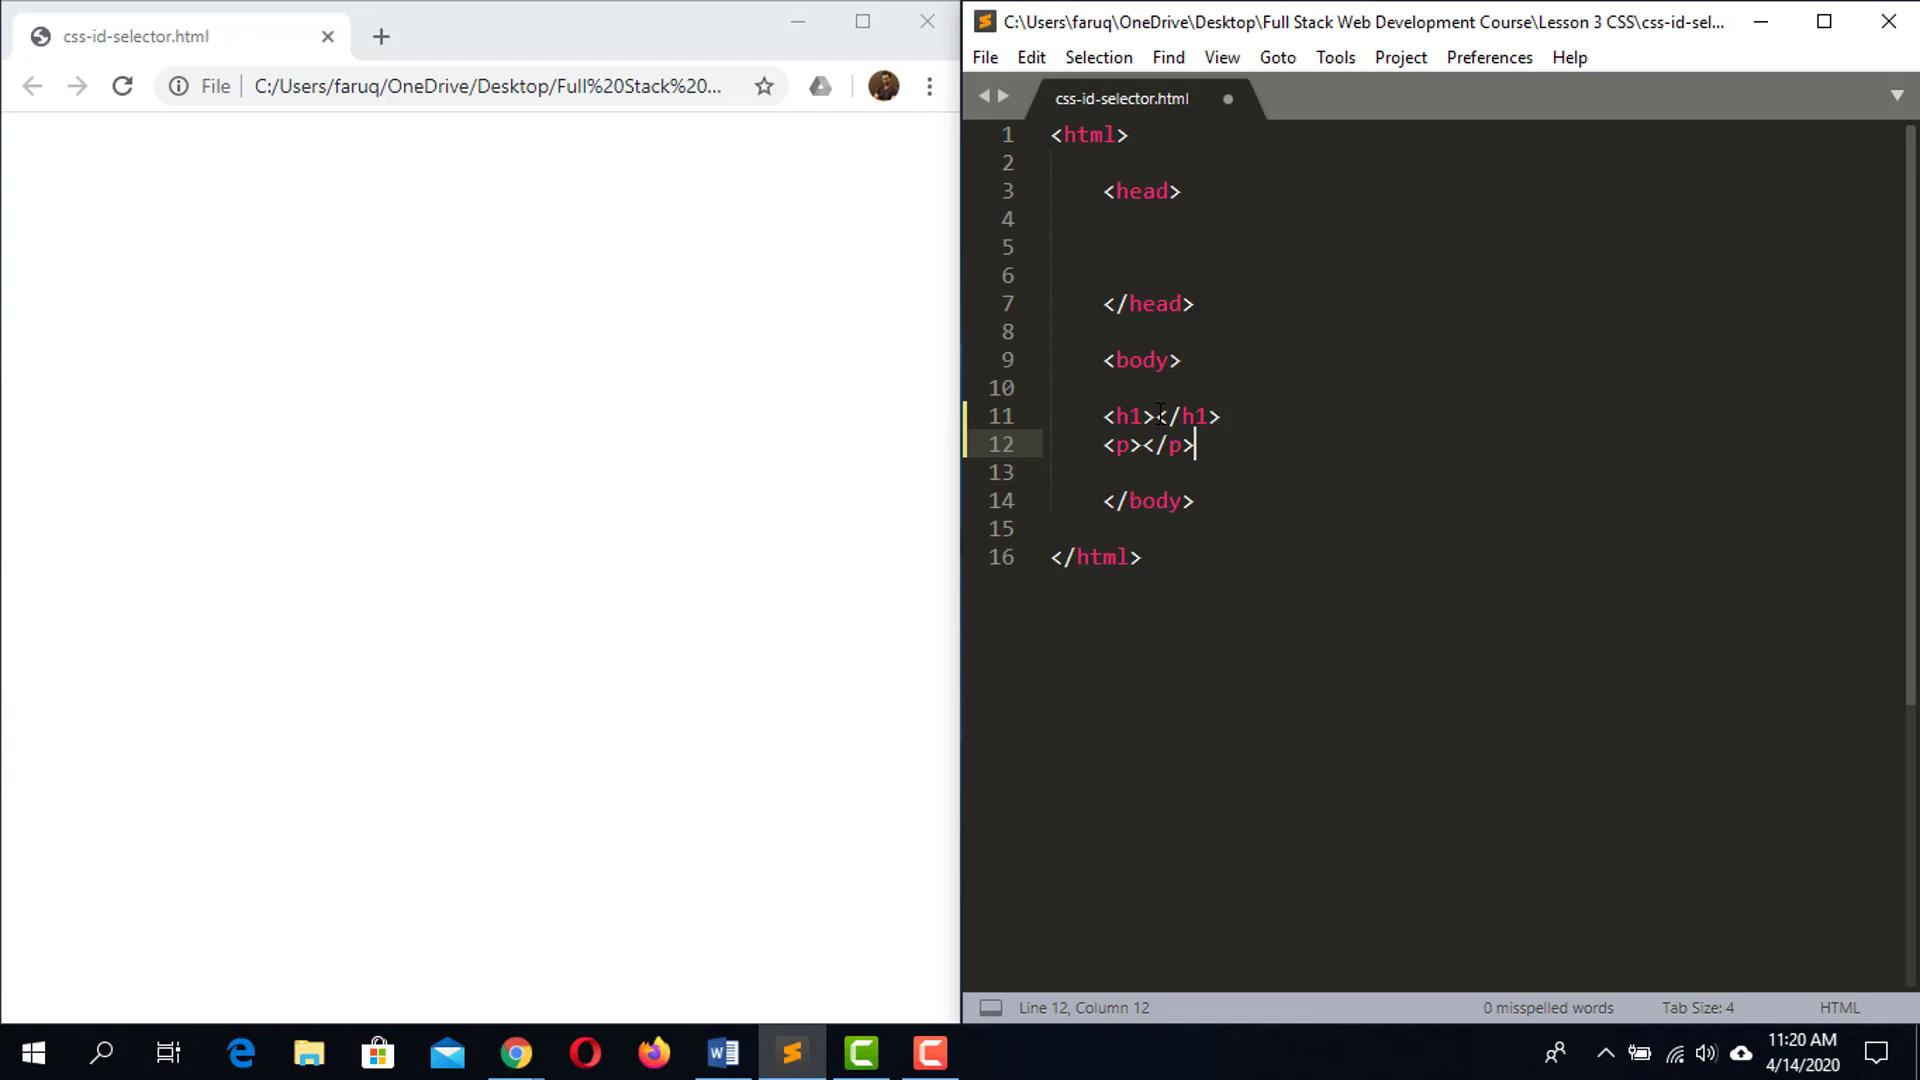 css-id-selector.html
File C:/Users/faruq/OneDrive/Desktop/Full%20Stack%20...
C:\Users\faruq\OneDrive\Desktop\Full Stack Web Development Course\Lesson 3 CSS\css-id-sel...
File Edit Selection Find View Goto Tools Project Preferences Help
css-id-selector.html
1 <html>
2
3 <head>
4
5
6
7 </head>
8
9 <body>
10
11 <h1></h1>
12 <p></p>
13
14 </body>
15
16 </html>
Line 12, Column 12 0 misspelled words Tab Size: 4 HTML
11:20 AM
4/14/2020